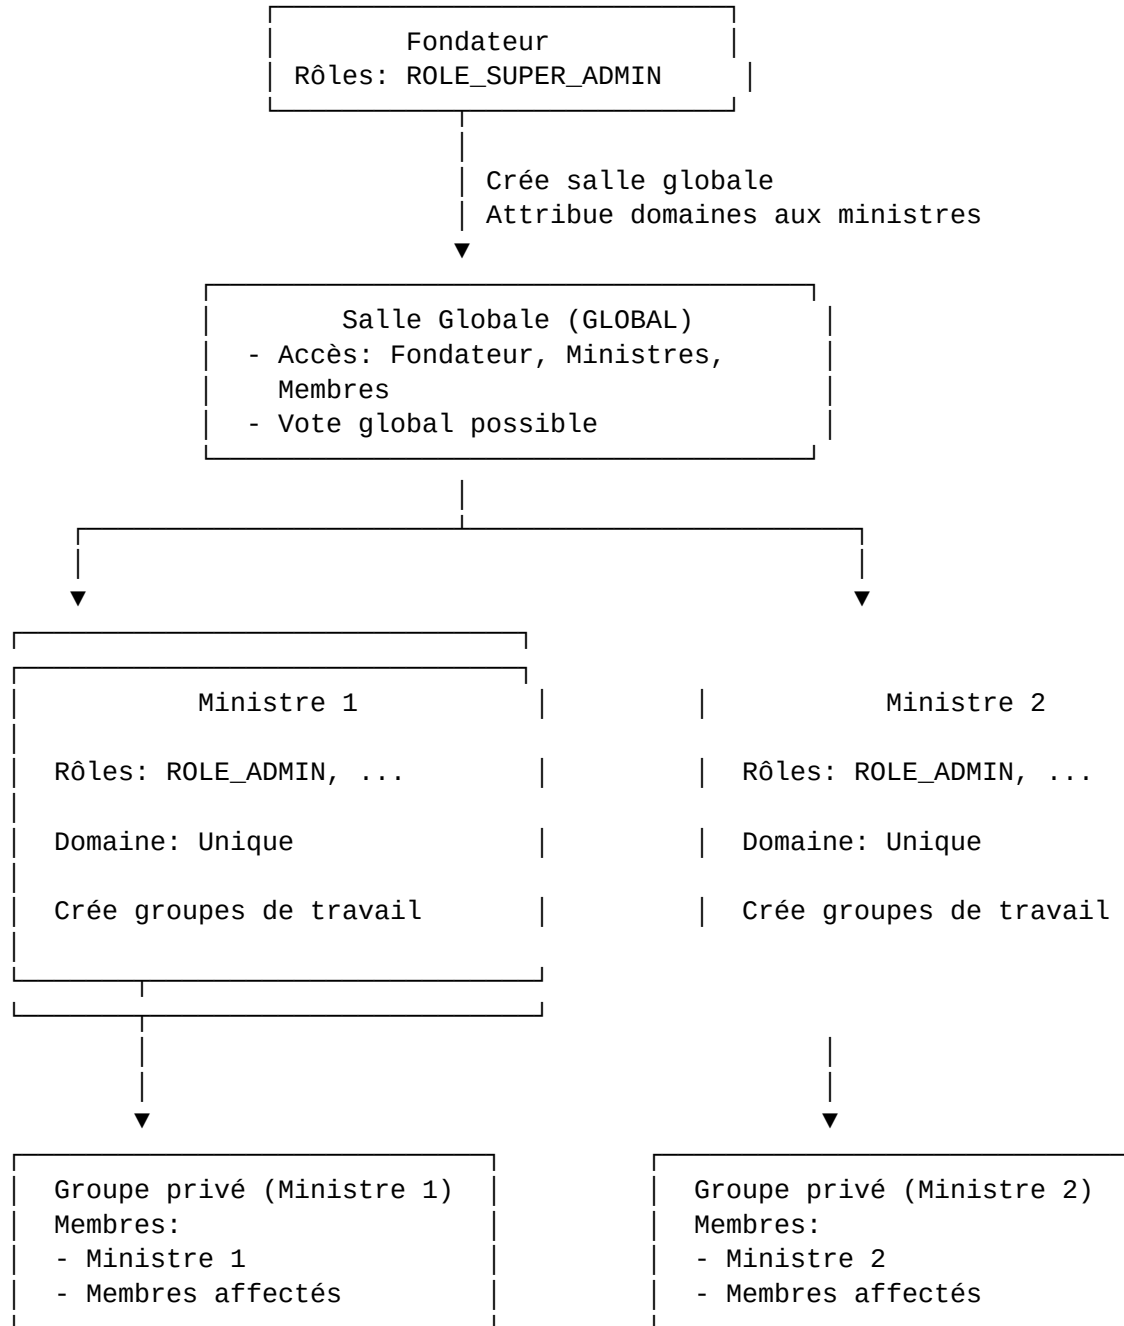 Fondateur
Rôles: ROLE_SUPER_ADMIN
Crée salle globale
Attribue domaines aux ministres
Salle Globale (GLOBAL)
- Accès: Fondateur, Ministres,
Membres
- Vote global possible
Ministre 1 Ministre 2
Rôles: ROLE_ADMIN, ... Rôles: ROLE_ADMIN, ...
Domaine: Unique Domaine: Unique
Crée groupes de travail Crée groupes de travail
Groupe privé (Ministre 1) Groupe privé (Ministre 2)
Membres: Membres:
- Ministre 1 - Ministre 2
- Membres affectés - Membres affectés